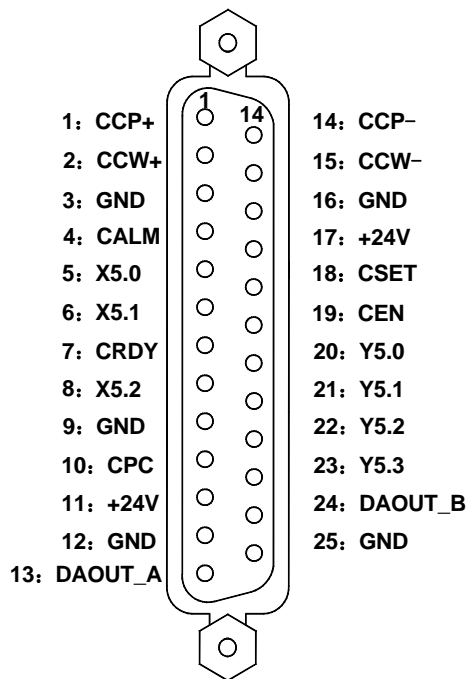 1
14
1：CCP+
2：CCW+
3：GND
4：CALM
5：X5.0
6：X5.1
7：CRDY
8：X5.2
9：GND
10：CPC
11：+24V
12：GND
13：DAOUT_A
14：CCP−
15：CCW−
16：GND
17：+24V
18：CSET
19：CEN
20：Y5.0
21：Y5.1
22：Y5.2
23：Y5.3
24：DAOUT_B
25：GND